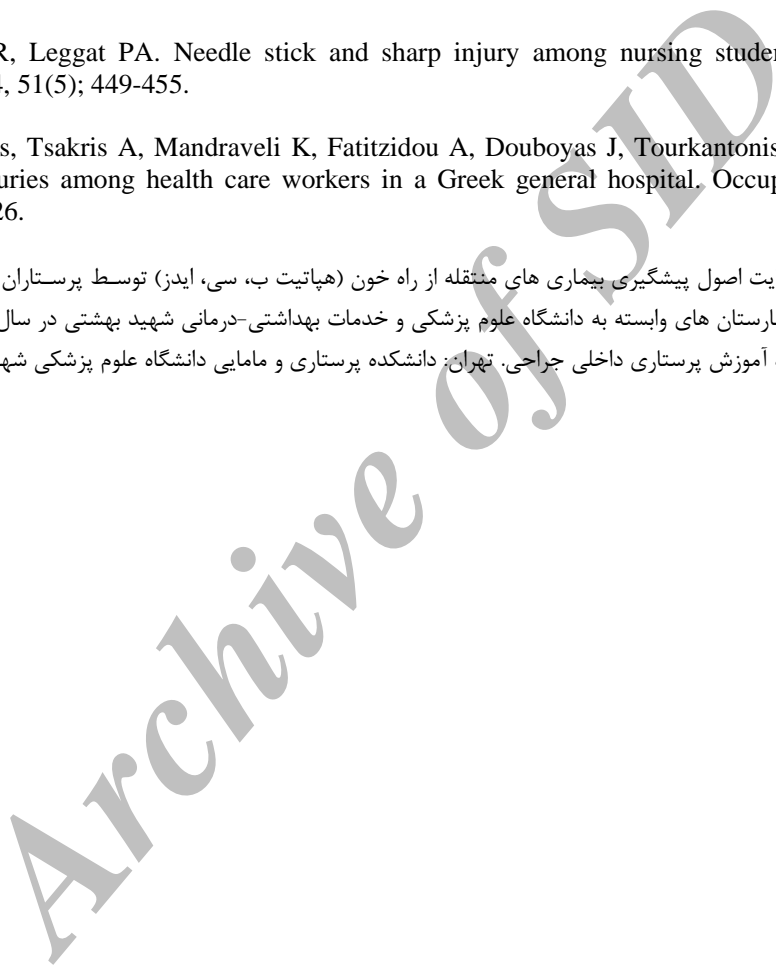 R, Leggat PA. Needle stick and sharp injury among nursing studen
4, 51(5); 449-455.
s, Tsakris A, Mandraveli K, Fatitzidou A, Douboyas J, Tourkantonis
uries among health care workers in a Greek general hospital. Occup
26.
یت اصول پیشگیری بیماری های منتقله از راه خون (هپاتیت ب، سی، ایدز) توسط پرستاران
ارستان های وابسته به دانشگاه علوم پزشکی و خدمات بهداشتی-درمانی شهید بهشتی در سال
آموزش پرستاری داخلی جراحی. تهران: دانشکده پرستاری و مامایی دانشگاه علوم پزشکی شه
Archive of SID